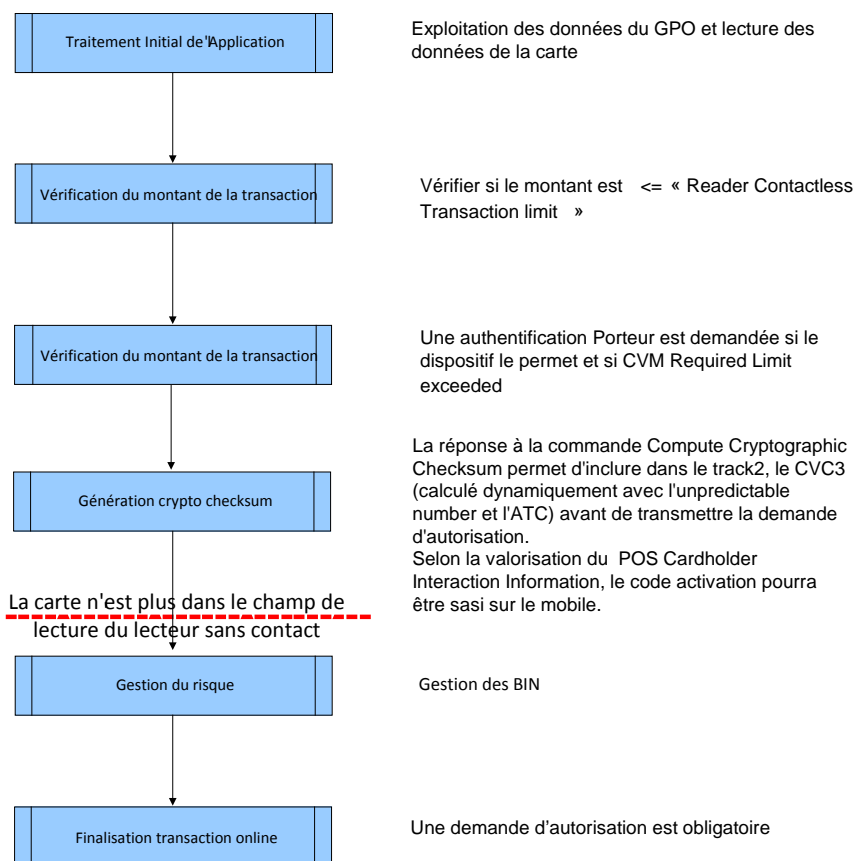 Traitement Initial de l'Application
Exploitation des données du GPO et lecture des
données de la carte
Vérification du montant de la transaction
Vérifier si le montant est <= « Reader Contactless
Transaction limit »
Vérification du montant de la transaction
Une authentification Porteur est demandée si le
dispositif le permet et si CVM Required Limit
exceeded
Génération crypto checksum
La réponse à la commande Compute Cryptographic
Checksum permet d'inclure dans le track2, le CVC3
(calculé dynamiquement avec l'unpredictable
number et l'ATC) avant de transmettre la demande
d'autorisation.
Selon la valorisation du POS Cardholder
Interaction Information, le code activation pourra
être sasi sur le mobile.
La carte n'est plus dans le champ de
lecture du lecteur sans contact
Gestion du risque
Gestion des BIN
Finalisation transaction online
Une demande d’autorisation est obligatoire